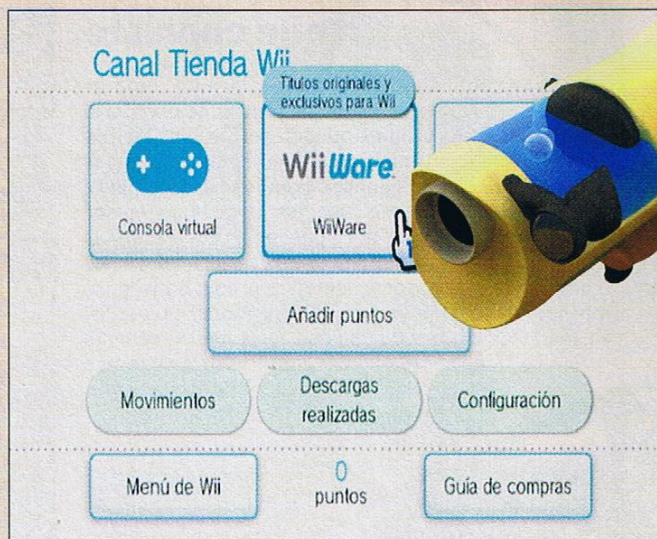 Canal Tienda Wii
Títulos originales y
exclusivos para Wii
WiiWare
Consola virtual
WiiWare
Añadir puntos
Movimientos
Descargas
realizadas
Configuración
Menú de Wii
0
puntos
Guía de compras